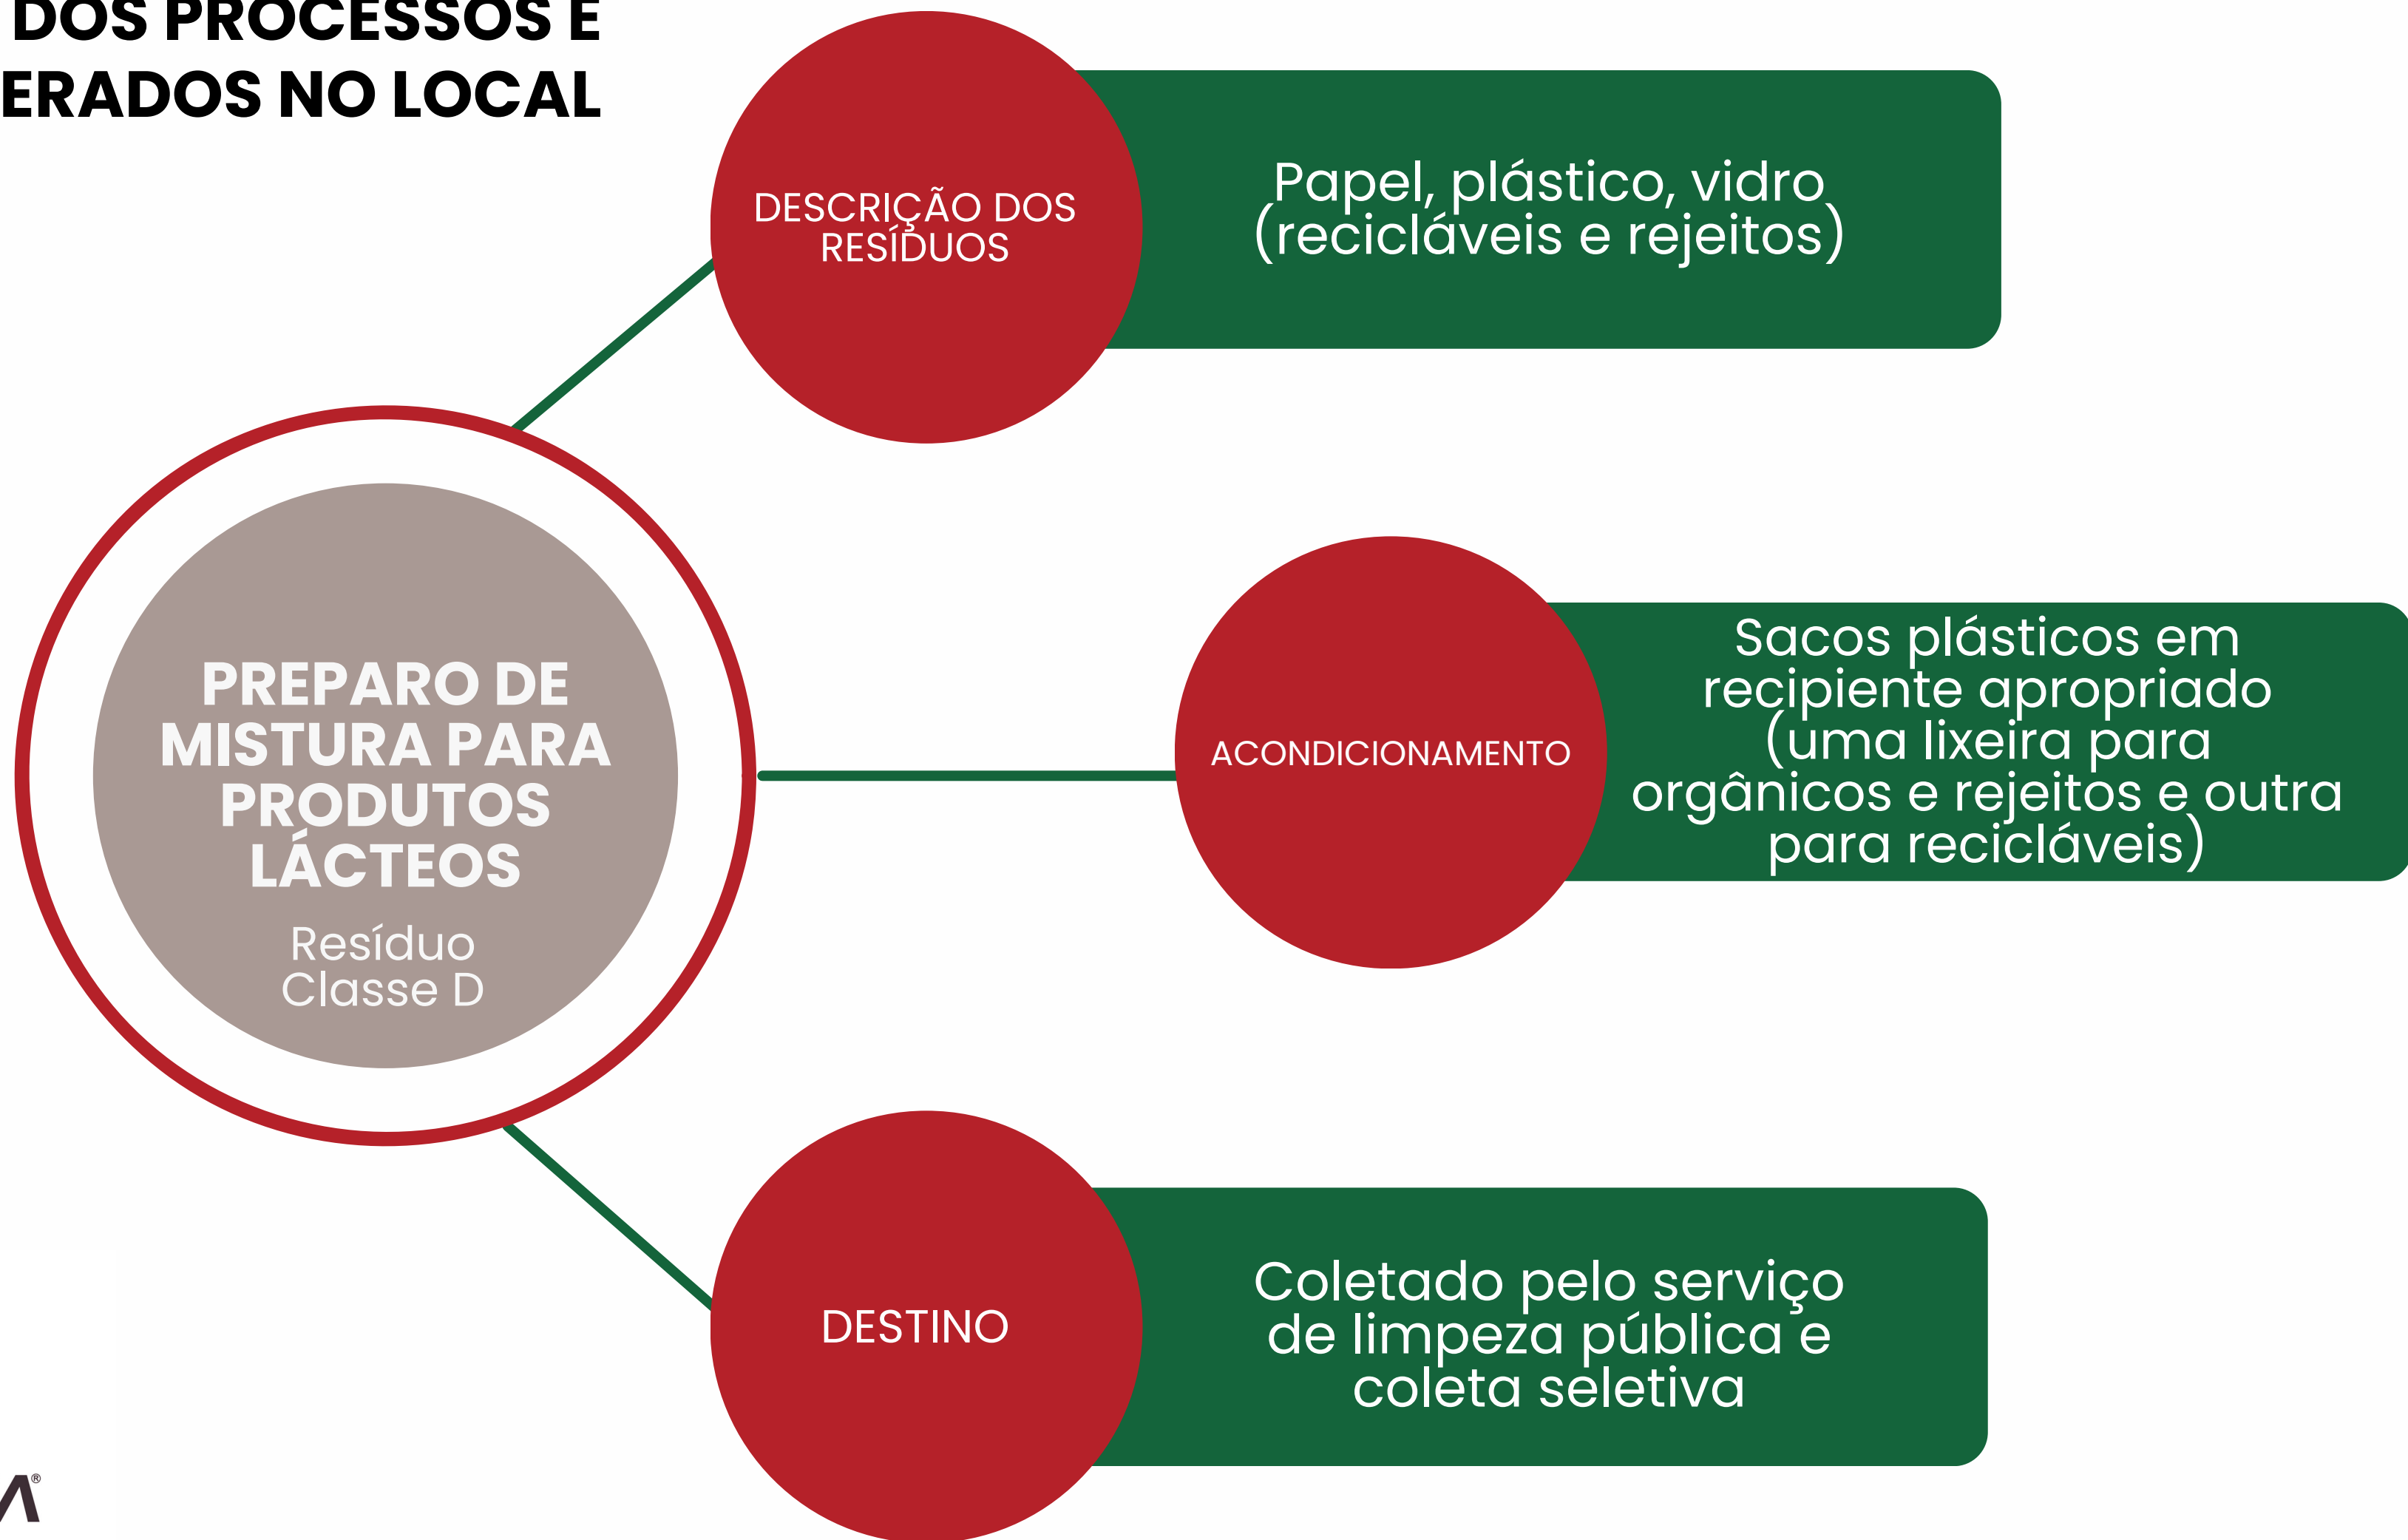 DOS PROCESSOS E
ERADOS NO LOCAL
DESCRIÇÃO DOS
RESÍDUOS
Papel, plástico, vidro
(recicláveis e rejeitos)
PREPARO DE
MISTURA PARA
PRODUTOS
LÁCTEOS
Resíduo
Classe D
ACONDICIONAMENTO
Sacos plásticos em
recipiente apropriado
(uma lixeira para
orgânicos e rejeitos e outra
para recicláveis)
DESTINO
Coletado pelo serviço
de limpeza pública e
coleta seletiva